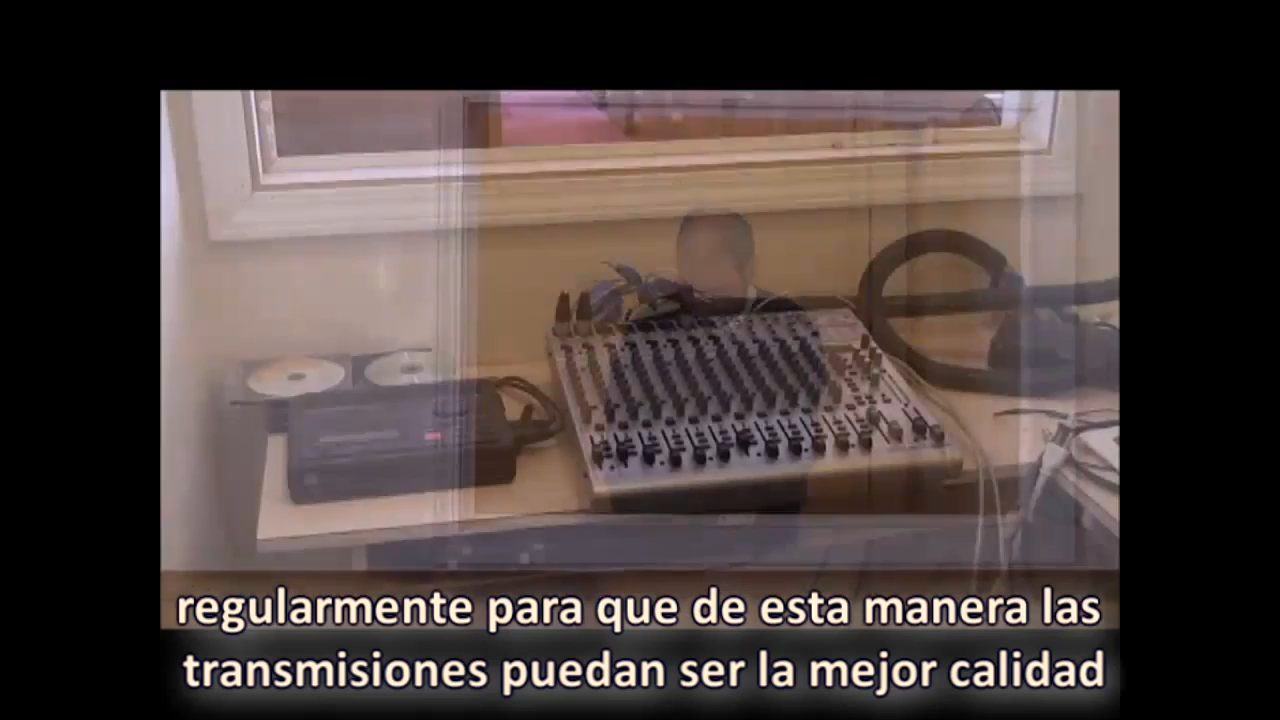 regularmente para que de esta manera las
transmisiones puedan ser la mejor calidad